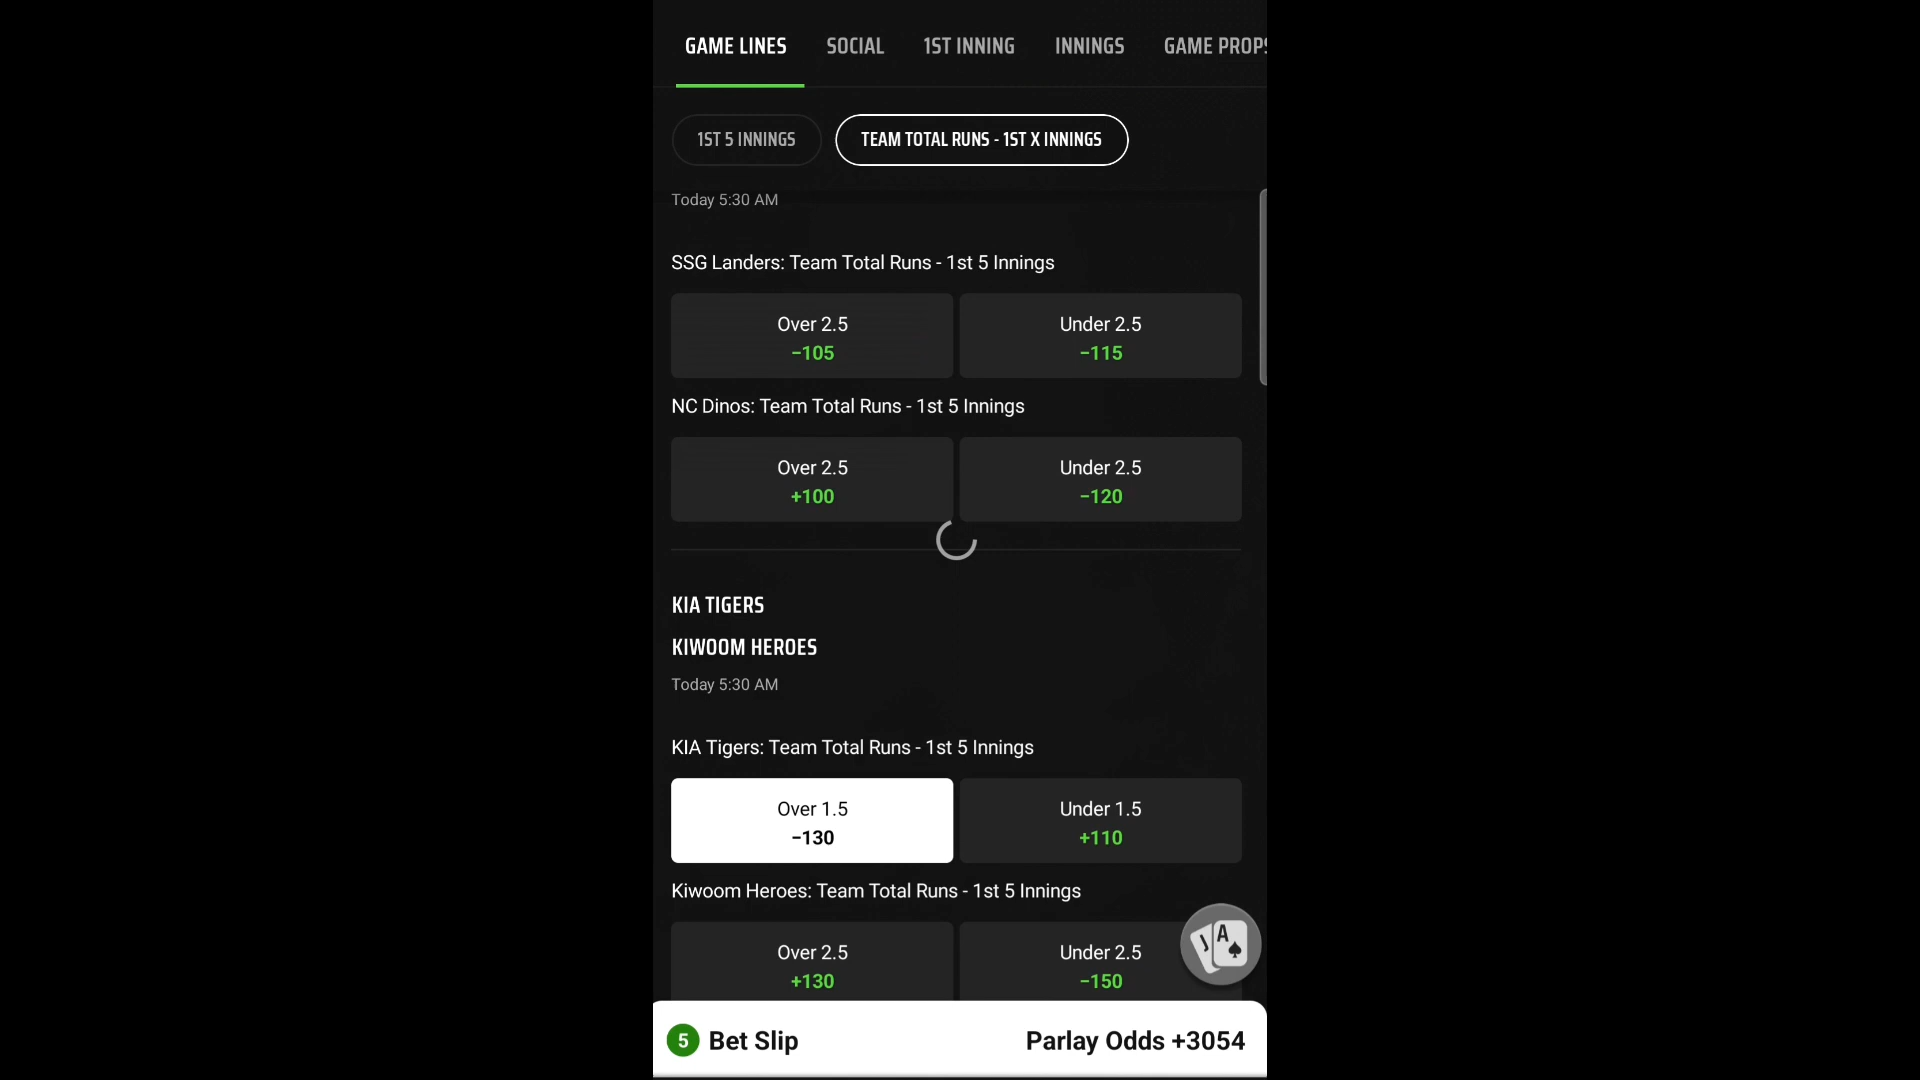 GAME LINES SOCIAL 1ST INNING INNINGS GAME PROPS
1ST 5 INNINGS TEAM TOTAL RUNS - 1ST X INNINGS
Today 5:30 AM
SSG Landers: Team Total Runs - 1st 5 Innings
Over 2.5 Under 2.5
−105 −115
NC Dinos: Team Total Runs - 1st 5 Innings
Over 2.5 Under 2.5
+100 −120
KIA TIGERS
KIWOOM HEROES
Today 5:30 AM
KIA Tigers: Team Total Runs - 1st 5 Innings
Over 1.5 Under 1.5
−130 +110
Kiwoom Heroes: Team Total Runs - 1st 5 Innings
Over 2.5 Under 2.5
+130 −150
J A
5 Bet Slip Parlay Odds +3054